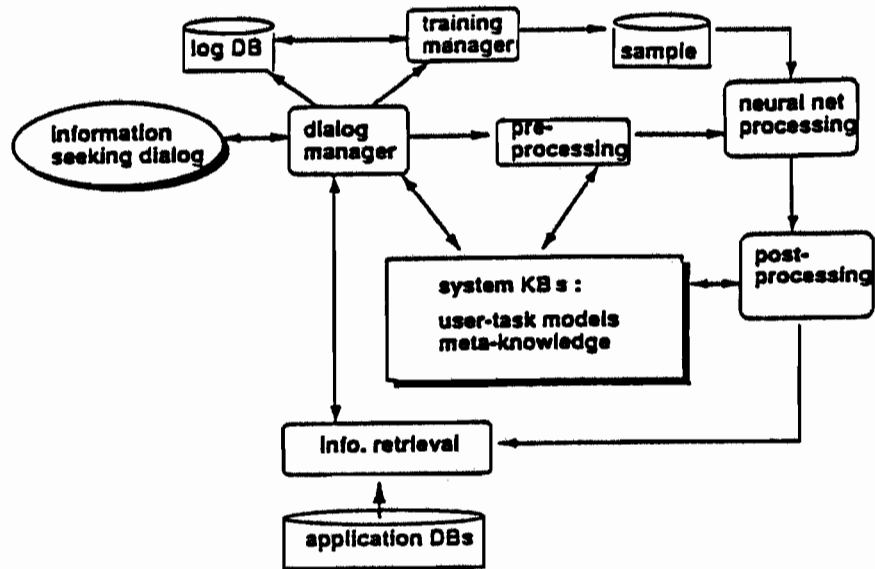 training
manager
log DB
sample
neural net
processing
information
seeking dialog
dialog
manager
pre-
processing
post-
processing
system KBs :
user-task models
meta-knowledge
Info. retrieval
application DBs